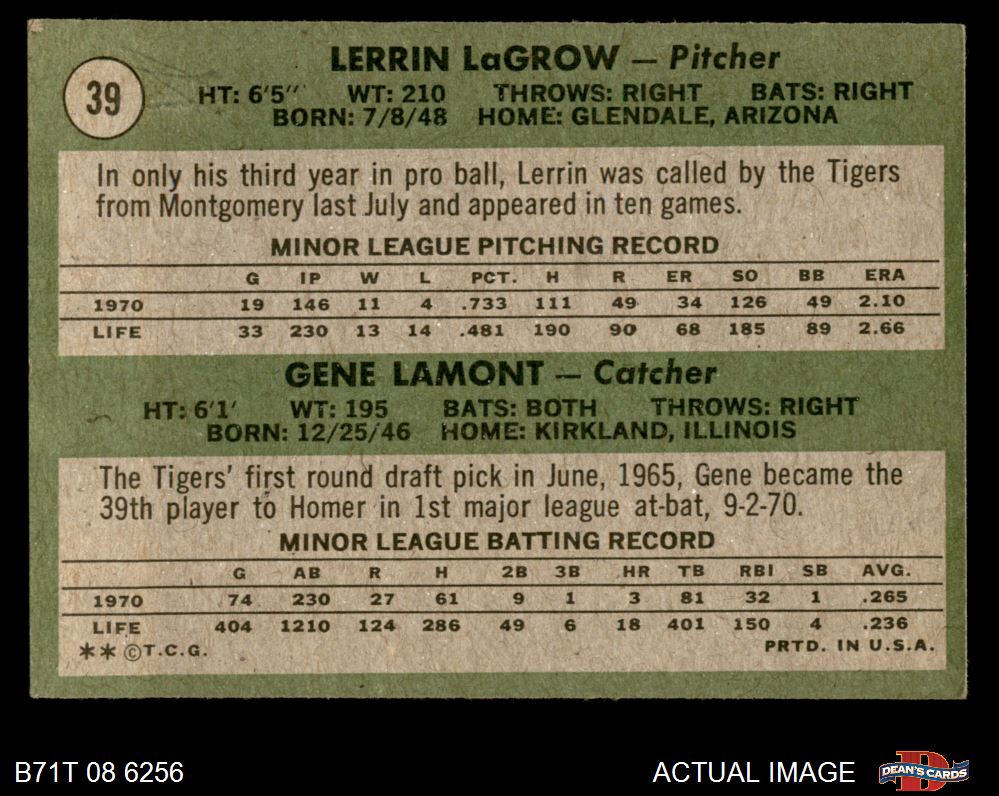 39
LERRIN LaGROW — Pitcher
HT: 6'5" WT: 210 THROWS: RIGHT BATS: RIGHT
BORN: 7/8/48 HOME: GLENDALE, ARIZONA
In only his third year in pro ball, Lerrin was called by the Tigers
from Montgomery last July and appeared in ten games.
MINOR LEAGUE PITCHING RECORD
G IP W L PCT. H R ER SO BB ERA
1970 19 146 11 4 .733 111 49 34 126 49 2.10
LIFE 33 230 13 14 .481 190 90 68 185 89 2.66
GENE LAMONT — Catcher
HT: 6'1' WT: 195 BATS: BOTH THROWS: RIGHT
BORN: 12/25/46 HOME: KIRKLAND, ILLINOIS
The Tigers' first round draft pick in June, 1965, Gene became the
39th player to Homer in 1st major league at-bat, 9-2-70.
MINOR LEAGUE BATTING RECORD
G AB R H 2B 3B HR TB RBI SB AVG.
1970 74 230 27 61 9 1 3 81 32 1 .265
LIFE 404 1210 124 286 49 6 18 401 150 4 .236
** ©T.C.G. PRTD. IN U.S.A.
B71T 08 6256 ACTUAL IMAGE DEAN'S CARDS